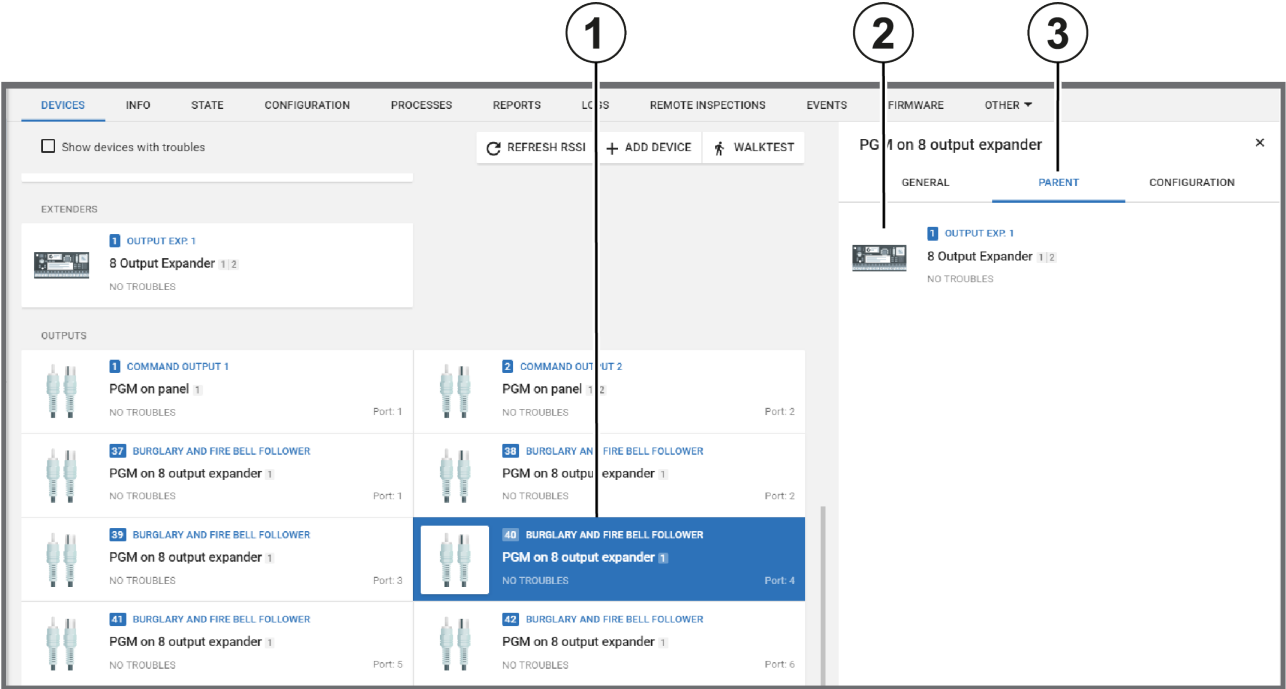 1 2 3
DEVICES INFO STATE CONFIGURATION PROCESSES REPORTS LOGS REMOTE INSPECTIONS EVENTS FIRMWARE OTHER
Show devices with troubles
REFRESH RSSI + ADD DEVICE WALKTEST
EXTENDERS
1 OUTPUT EXP. 1
8 Output Expander 1 2
NO TROUBLES
OUTPUTS
1 COMMAND OUTPUT 1
PGM on panel 1
NO TROUBLES Port: 1
2 COMMAND OUTPUT 2
PGM on panel 1 2
NO TROUBLES Port: 2
37 BURGLARY AND FIRE BELL FOLLOWER
PGM on 8 output expander 1
NO TROUBLES Port: 1
38 BURGLARY AND FIRE BELL FOLLOWER
PGM on 8 output expander 1
NO TROUBLES Port: 2
39 BURGLARY AND FIRE BELL FOLLOWER
PGM on 8 output expander 1
NO TROUBLES Port: 3
40 BURGLARY AND FIRE BELL FOLLOWER
PGM on 8 output expander 1
NO TROUBLES Port: 4
41 BURGLARY AND FIRE BELL FOLLOWER
PGM on 8 output expander 1
NO TROUBLES Port: 5
42 BURGLARY AND FIRE BELL FOLLOWER
PGM on 8 output expander 1
NO TROUBLES Port: 6
PGM on 8 output expander ×
GENERAL PARENT CONFIGURATION
1 OUTPUT EXP. 1
8 Output Expander 1 2
NO TROUBLES